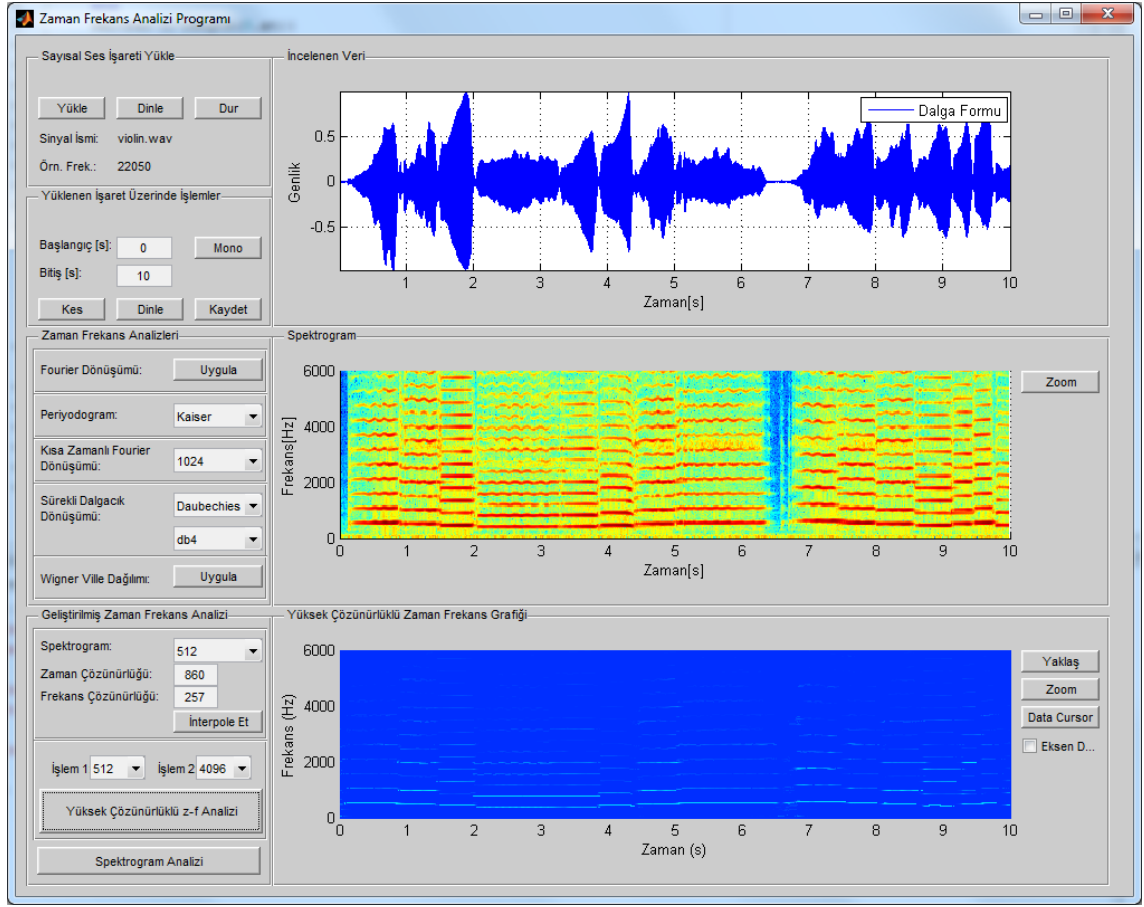 Zaman Frekans Analizi Programı
Sayısal Ses İşareti Yükle
Yükle Dinle Dur
Sinyal İsmi: violin.wav
Örn. Frek.: 22050
Yüklenen İşaret Üzerinde İşlemler
Başlangıç [s]: 0 Mono
Bitiş [s]: 10
Kes Dinle Kaydet
Zaman Frekans Analizleri
Fourier Dönüşümü: Uygula
Periyodogram: Kaiser
Kısa Zamanlı Fourier
Dönüşümü: 1024
Sürekli Dalgacık
Dönüşümü: Daubechies
db4
Wigner Ville Dağılımı: Uygula
Geliştirilmiş Zaman Frekans Analizi
Spektrogram: 512
Zaman Çözünürlüğü: 860
Frekans Çözünürlüğü: 257
İnterpole Et
İşlem 1 512 İşlem 2 4096
Yüksek Çözünürlüklü z-f Analizi
Spektrogram Analizi
İncelenen Veri
Dalga Formu
Genlik
0.5
0
-0.5
1 2 3 4 5 6 7 8 9 10
Zaman[s]
Spektrogram
Zoom
Frekans[Hz]
6000
4000
2000
0
0 1 2 3 4 5 6 7 8 9 10
Zaman[s]
Yüksek Çözünürlüklü Zaman Frekans Grafiği
Yaklaş
Zoom
Data Cursor
Eksen D...
Frekans (Hz)
6000
4000
2000
0
0 1 2 3 4 5 6 7 8 9 10
Zaman (s)